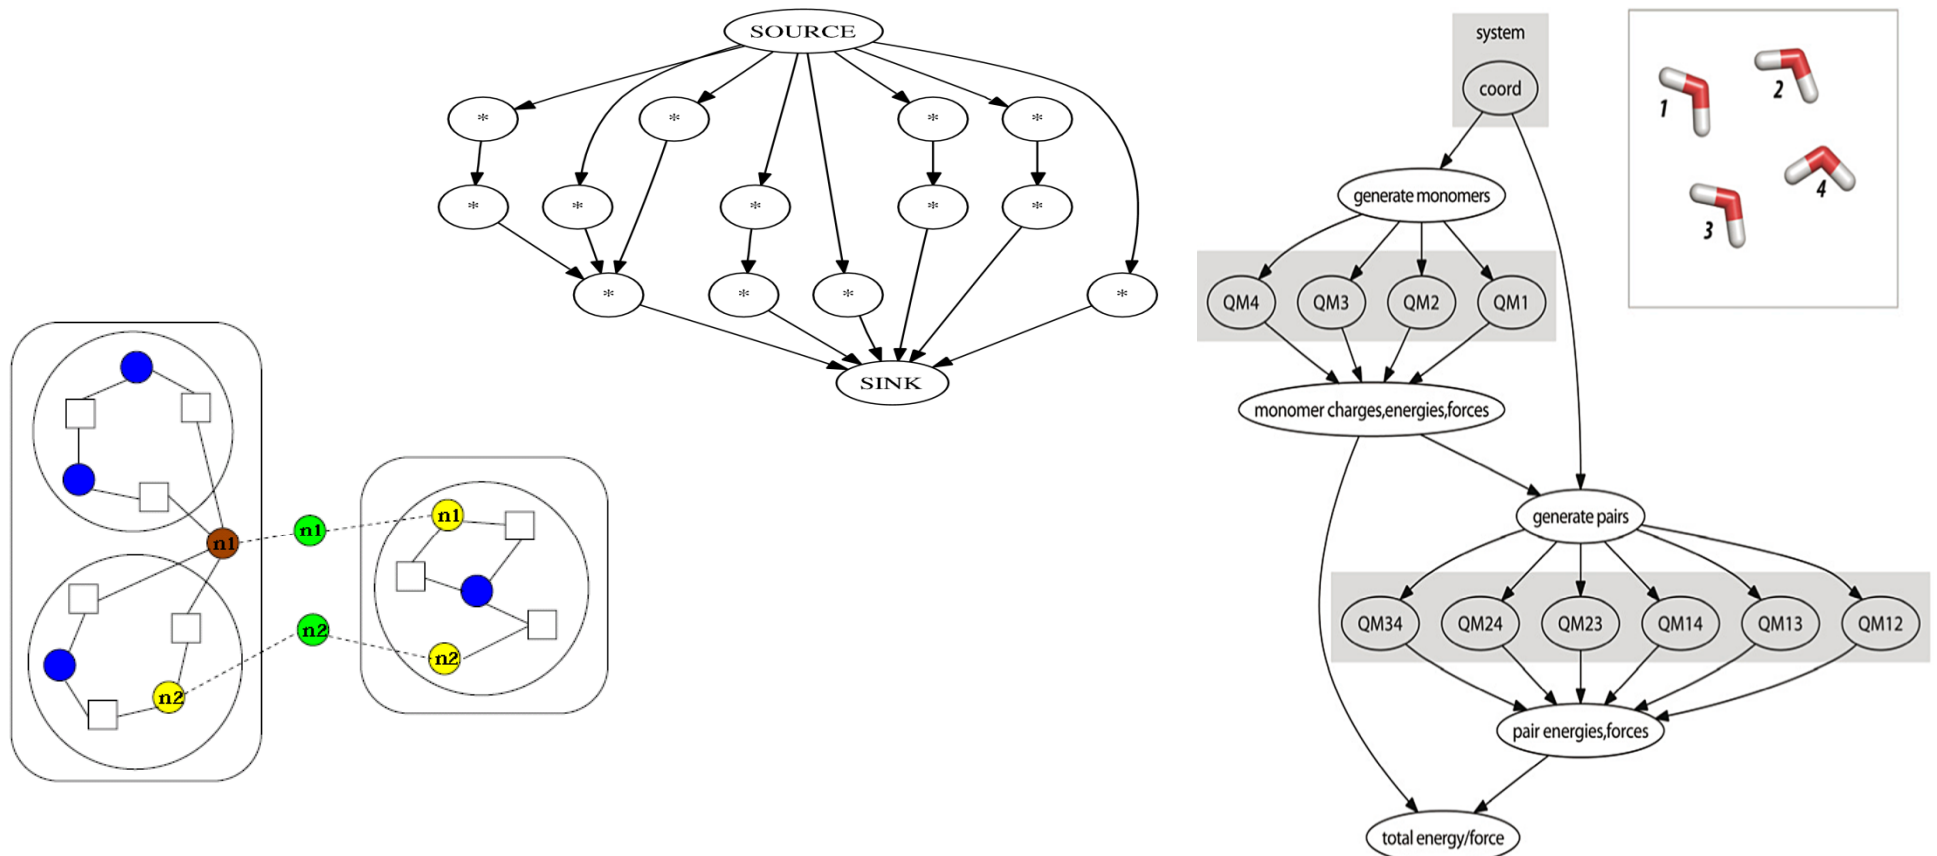 SOURCE
* * * *
* * * * *
* * * *
SINK
n1 n1 n1
n2 n2
n2
system
coord
generate monomers
QM4 QM3 QM2 QM1
monomer charges,energies,forces
generate pairs
QM34 QM24 QM23 QM14 QM13 QM12
pair energies,forces
total energy/force
1
2
3
4